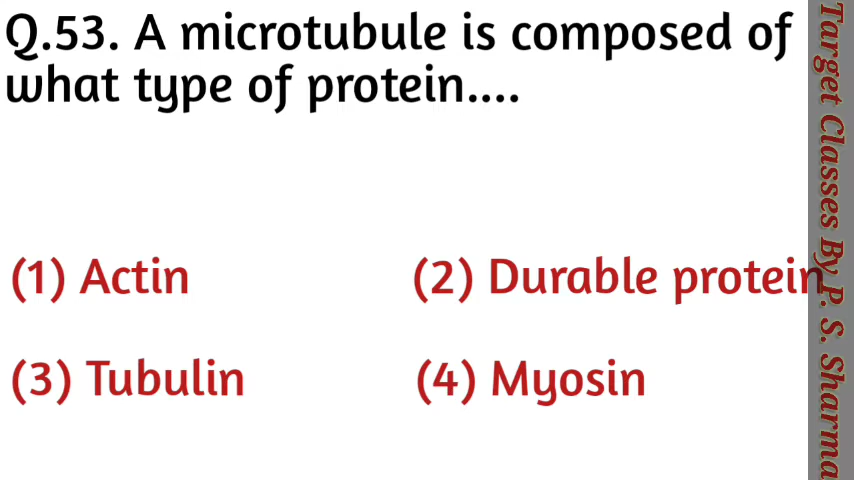 Q.53. A microtubule is composed of
what type of protein....
(1) Actin
(2) Durable protein
(3) Tubulin
(4) Myosin
Target Classes By P. S. Sharma